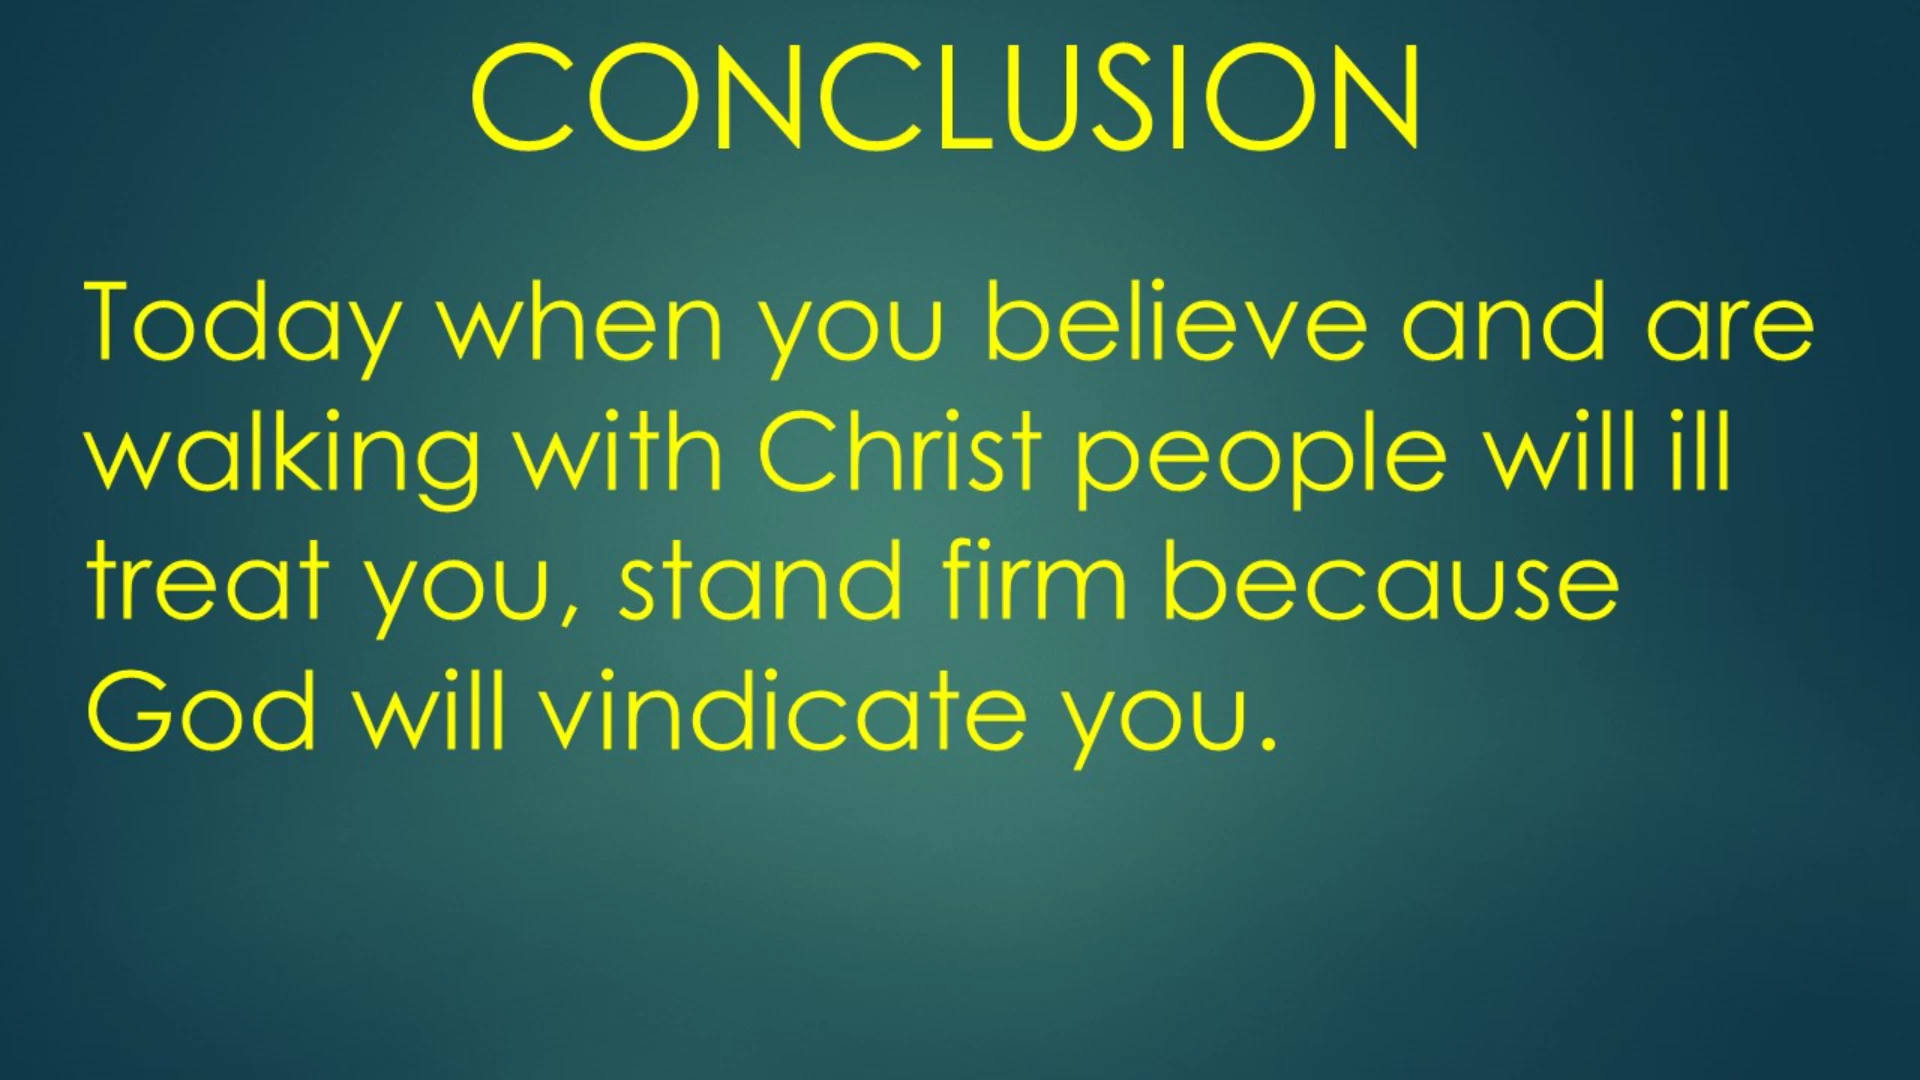 CONCLUSION
Today when you believe and are
walking with Christ people will ill
treat you, stand firm because
God will vindicate you.